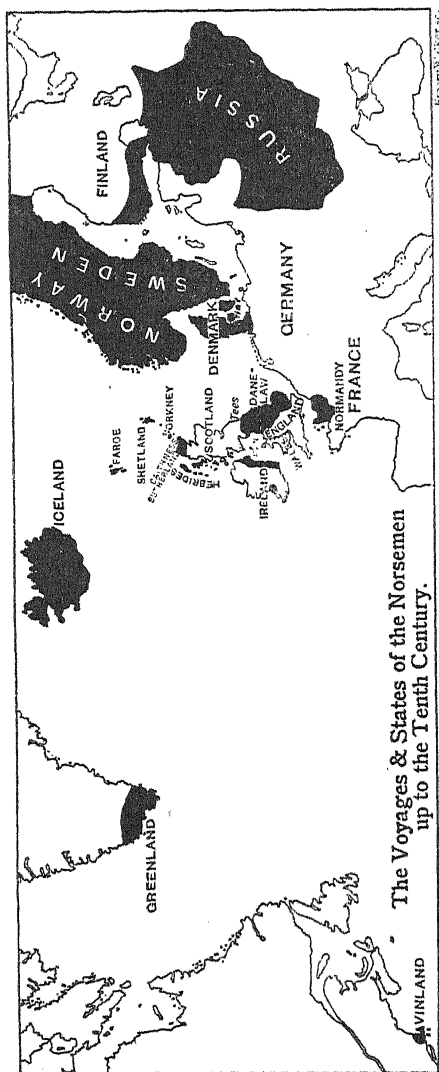 ICELAND
GREENLAND
VINLAND
FAROE
SHETLAND
ORKNEY
CAITHNESS
HEBRIDES
SCOTLAND
Tees
DANE-
LAW
ENGLAND
IRELAND
NORWAY
SWEDEN
DENMARK
FINLAND
RUSSIA
GERMANY
NORMANDY
FRANCE
The Voyages & States of the Norsemen
up to the Tenth Century.